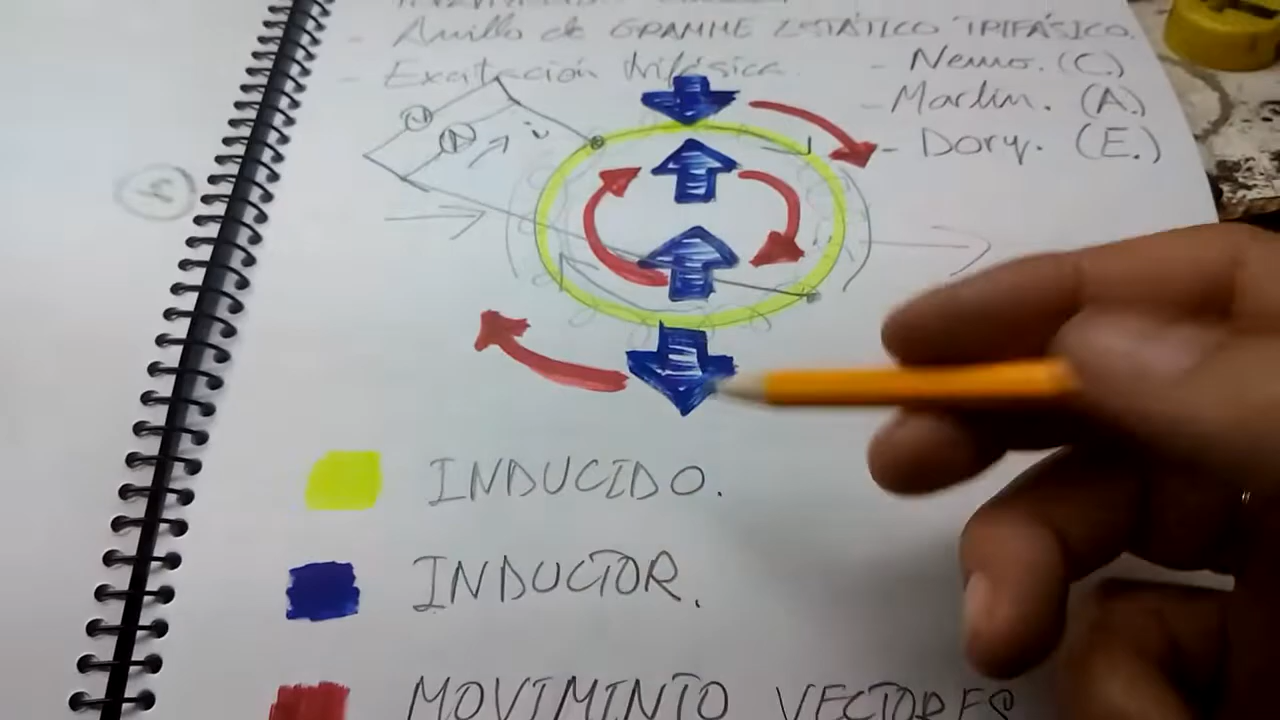 - Anillo de GRAMME ESTÁTICO TRIFÁSICO.
- Excitación trifásica.
- Nemo. (C.)
- Marlin. (A.)
- Dory. (E.)
V
A
i
INDUCIDO.
INDUCTOR.
MOVIMINTO VECTORES